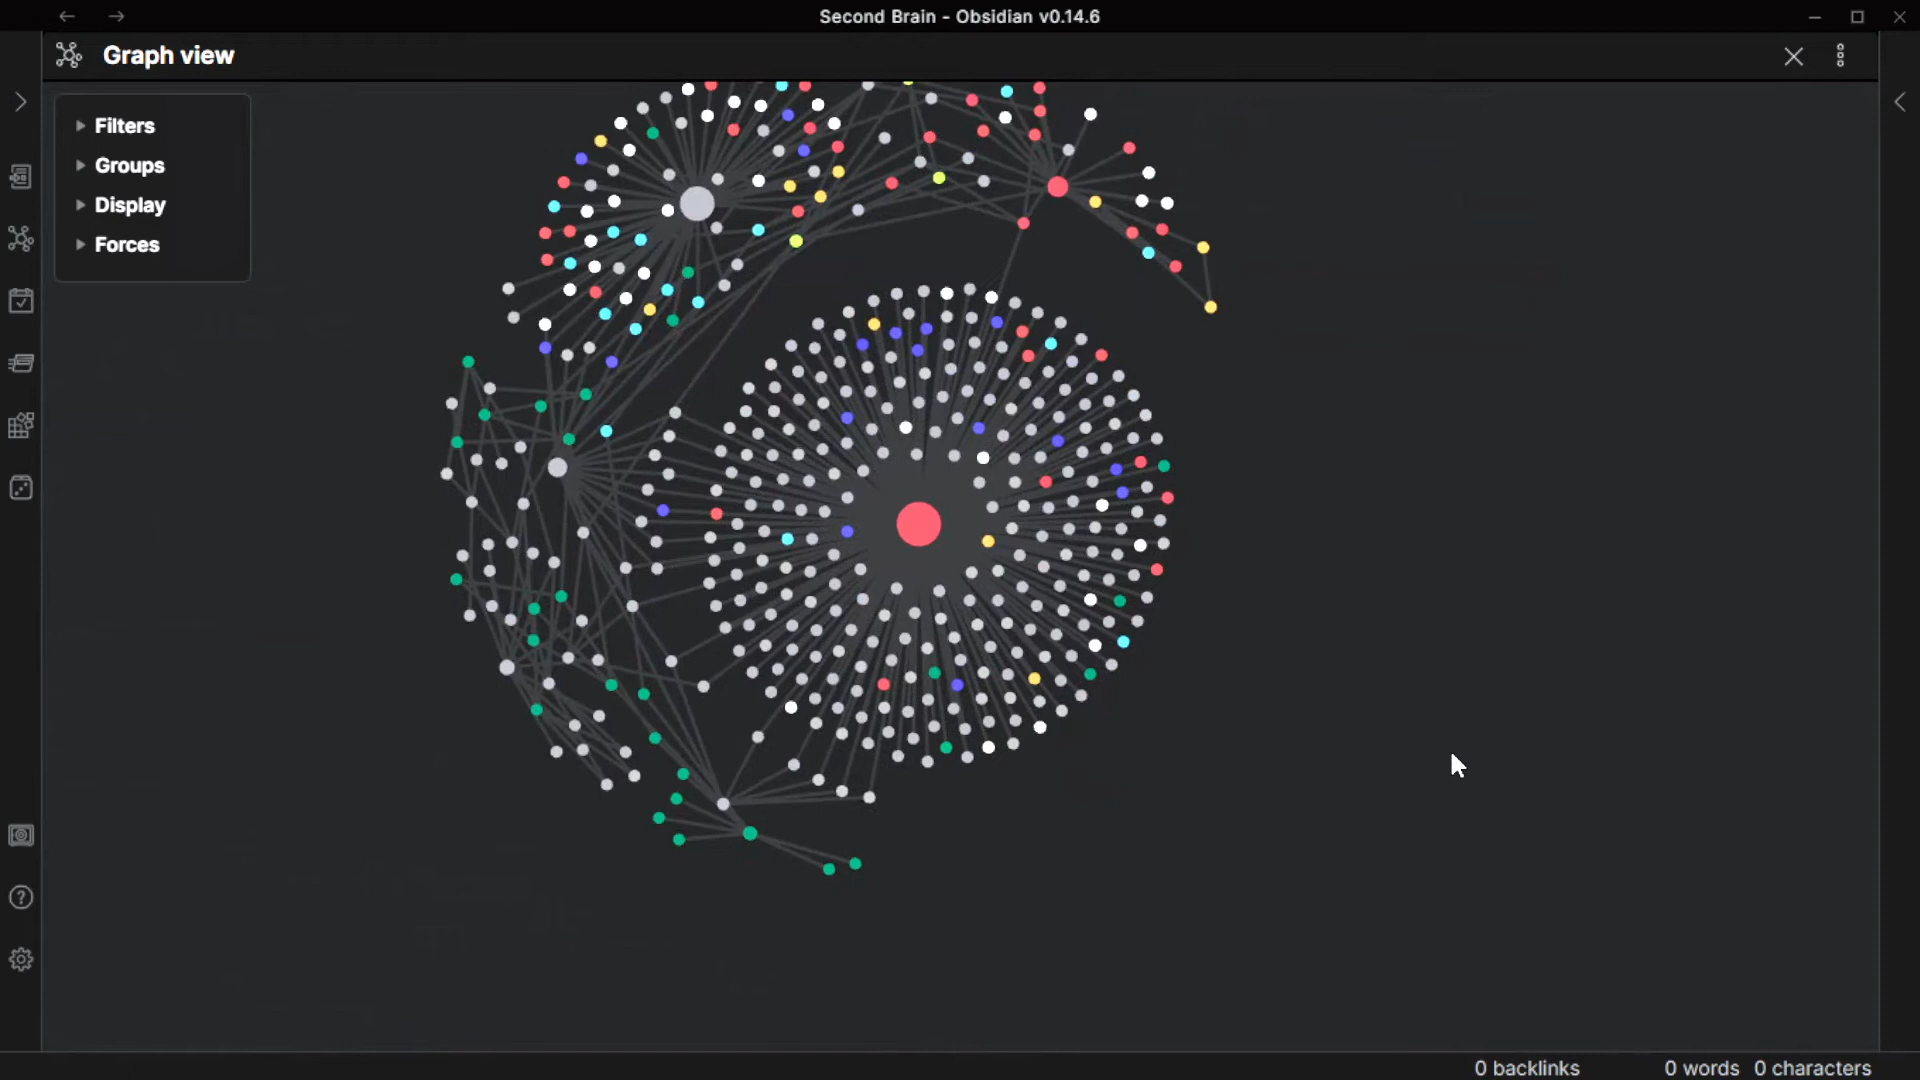 Second Brain - Obsidian v0.14.6
Graph view
Filters
Groups
Display
Forces
0 backlinks 0 words 0 characters